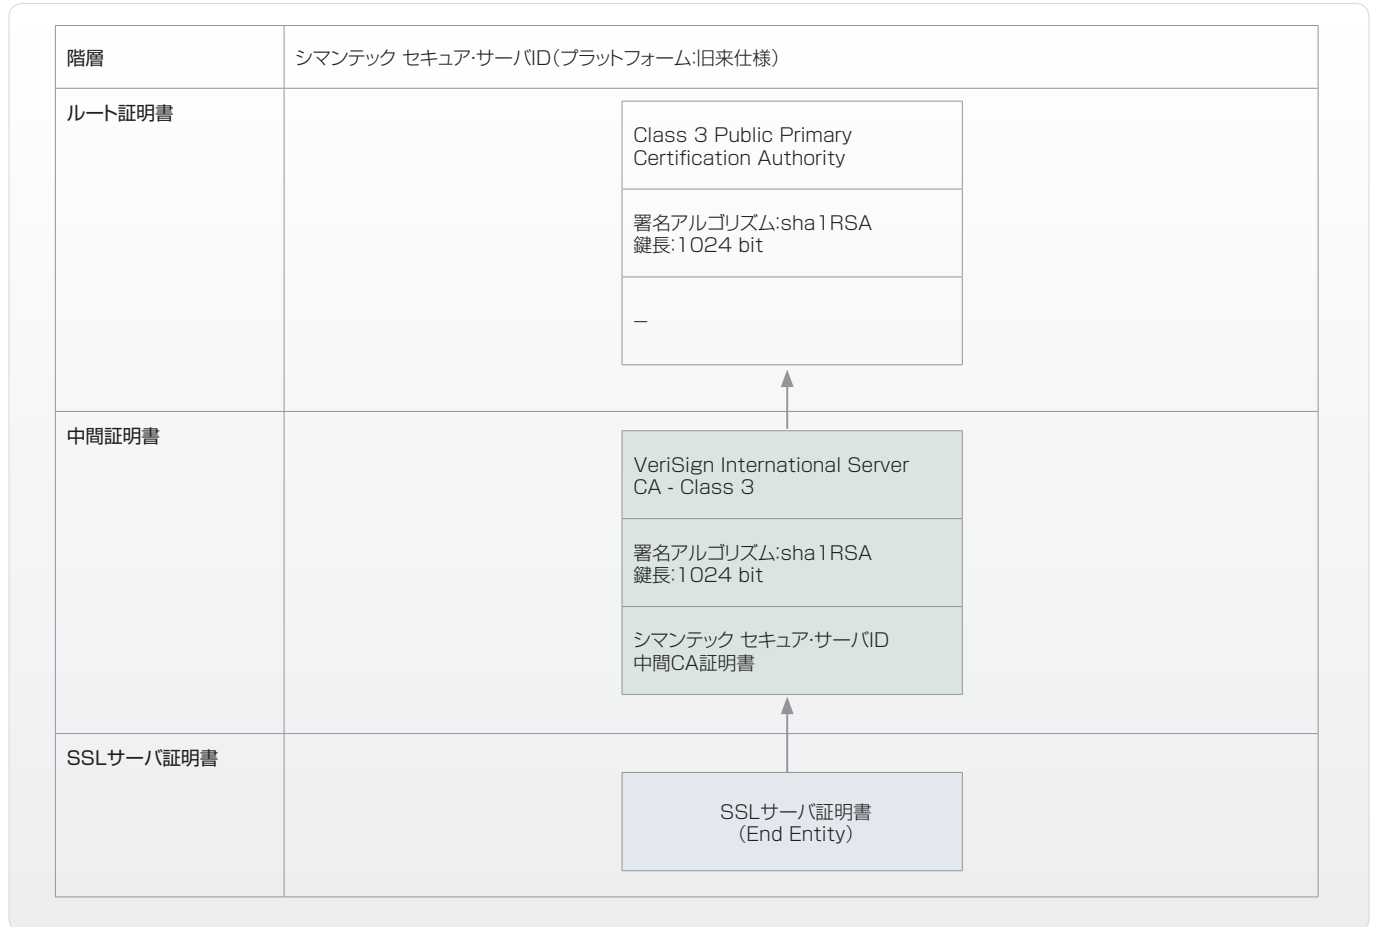 階層
シマンテック セキュア・サーバID（プラットフォーム：旧来仕様）
ルート証明書
Class 3 Public Primary
Certification Authority
署名アルゴリズム：sha1RSA
鍵長：1024 bit
—
中間証明書
VeriSign International Server
CA - Class 3
署名アルゴリズム：sha1RSA
鍵長：1024 bit
シマンテック セキュア・サーバID
中間CA証明書
SSLサーバ証明書
SSLサーバ証明書
（End Entity）